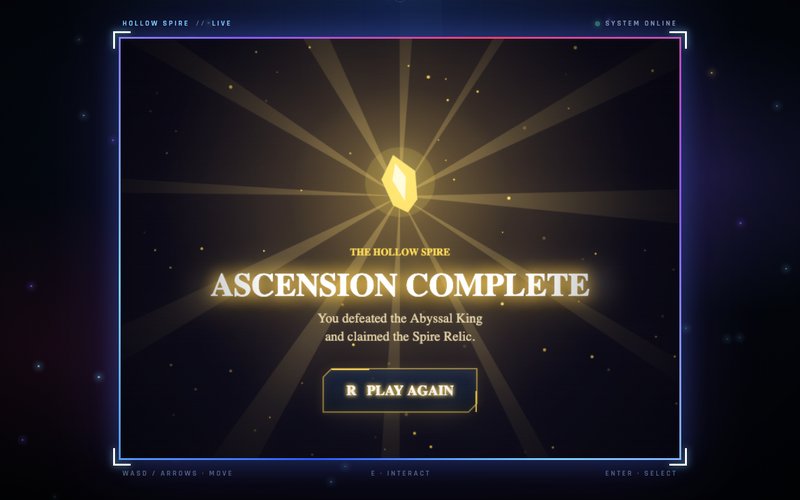 HOLLOW SPIRE // LIVE
SYSTEM ONLINE
THE HOLLOW SPIRE
ASCENSION COMPLETE
You defeated the Abyssal King
and claimed the Spire Relic.
R PLAY AGAIN
WASD / ARROWS · MOVE
E · INTERACT
ENTER · SELECT